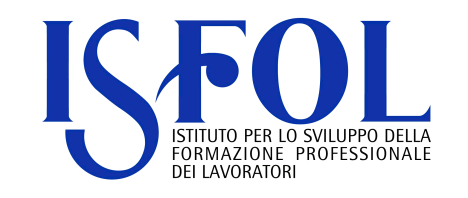 ISFOL
ISTITUTO PER LO SVILUPPO DELLA
FORMAZIONE PROFESSIONALE
DEI LAVORATORI